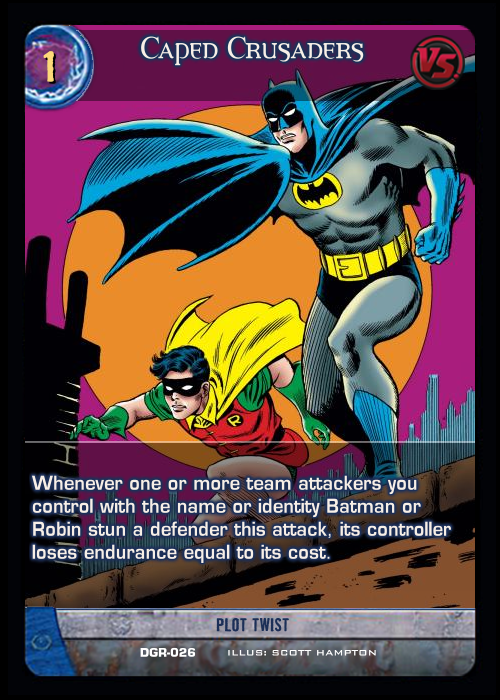 1
Caped Crusaders
VS
R
Whenever one or more team attackers you
control with the name or identity Batman or
Robin stun a defender this attack, its controller
loses endurance equal to its cost.
PLOT TWIST
DGR-026 ILLUS: SCOTT HAMPTON